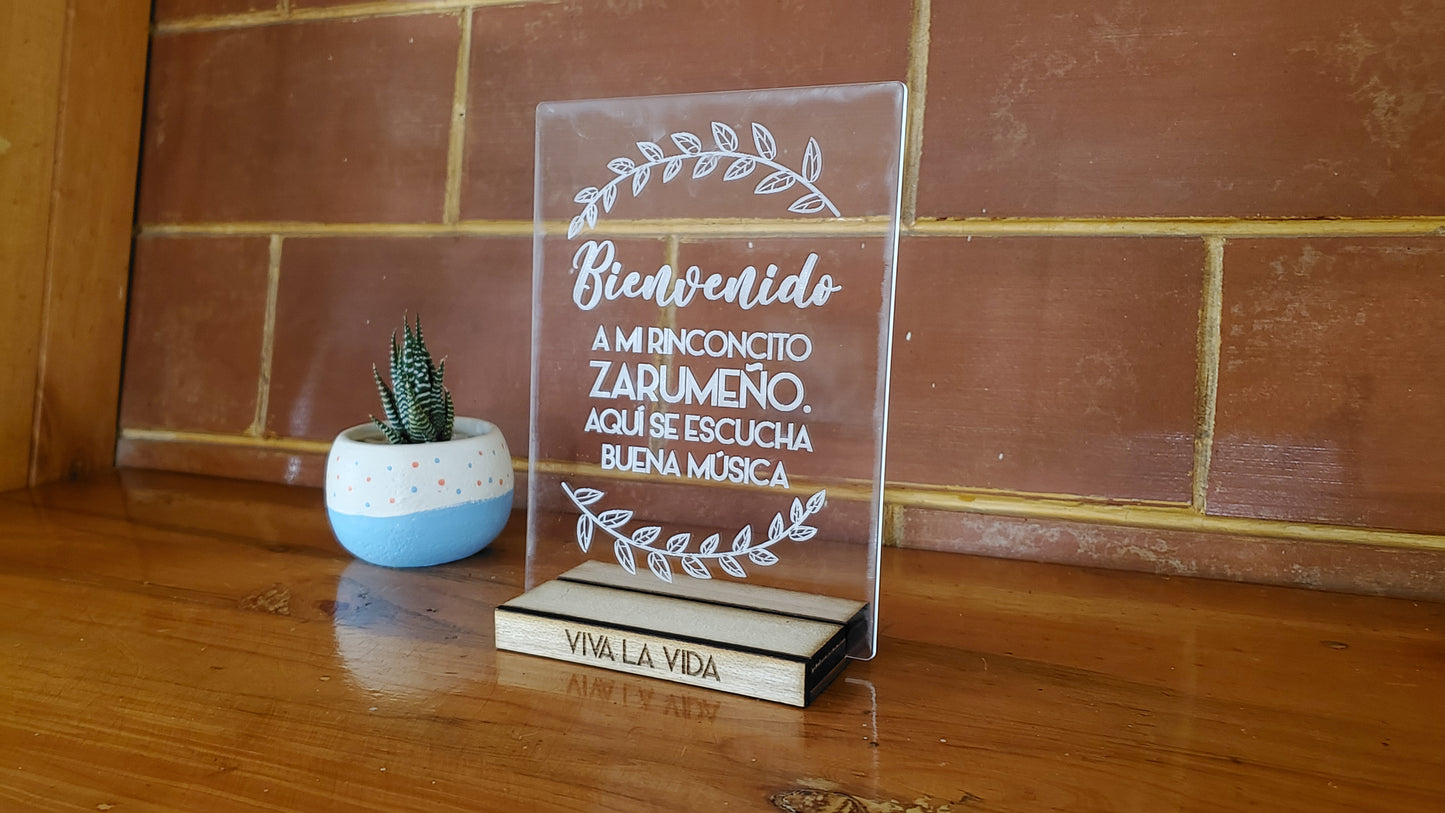 Bienvenido
A MI RINCONCITO
ZARUMEÑO.
AQUÍ SE ESCUCHA
BUENA MÚSICA
VIVA LA VIDA